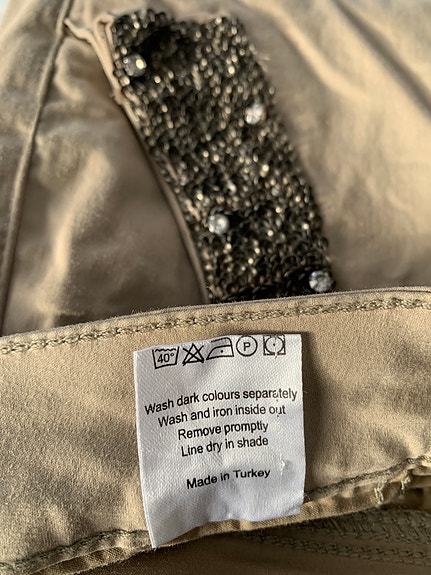 40°
P
Wash dark colours separately
Wash and iron inside out
Remove promptly
Line dry in shade
Made in Turkey